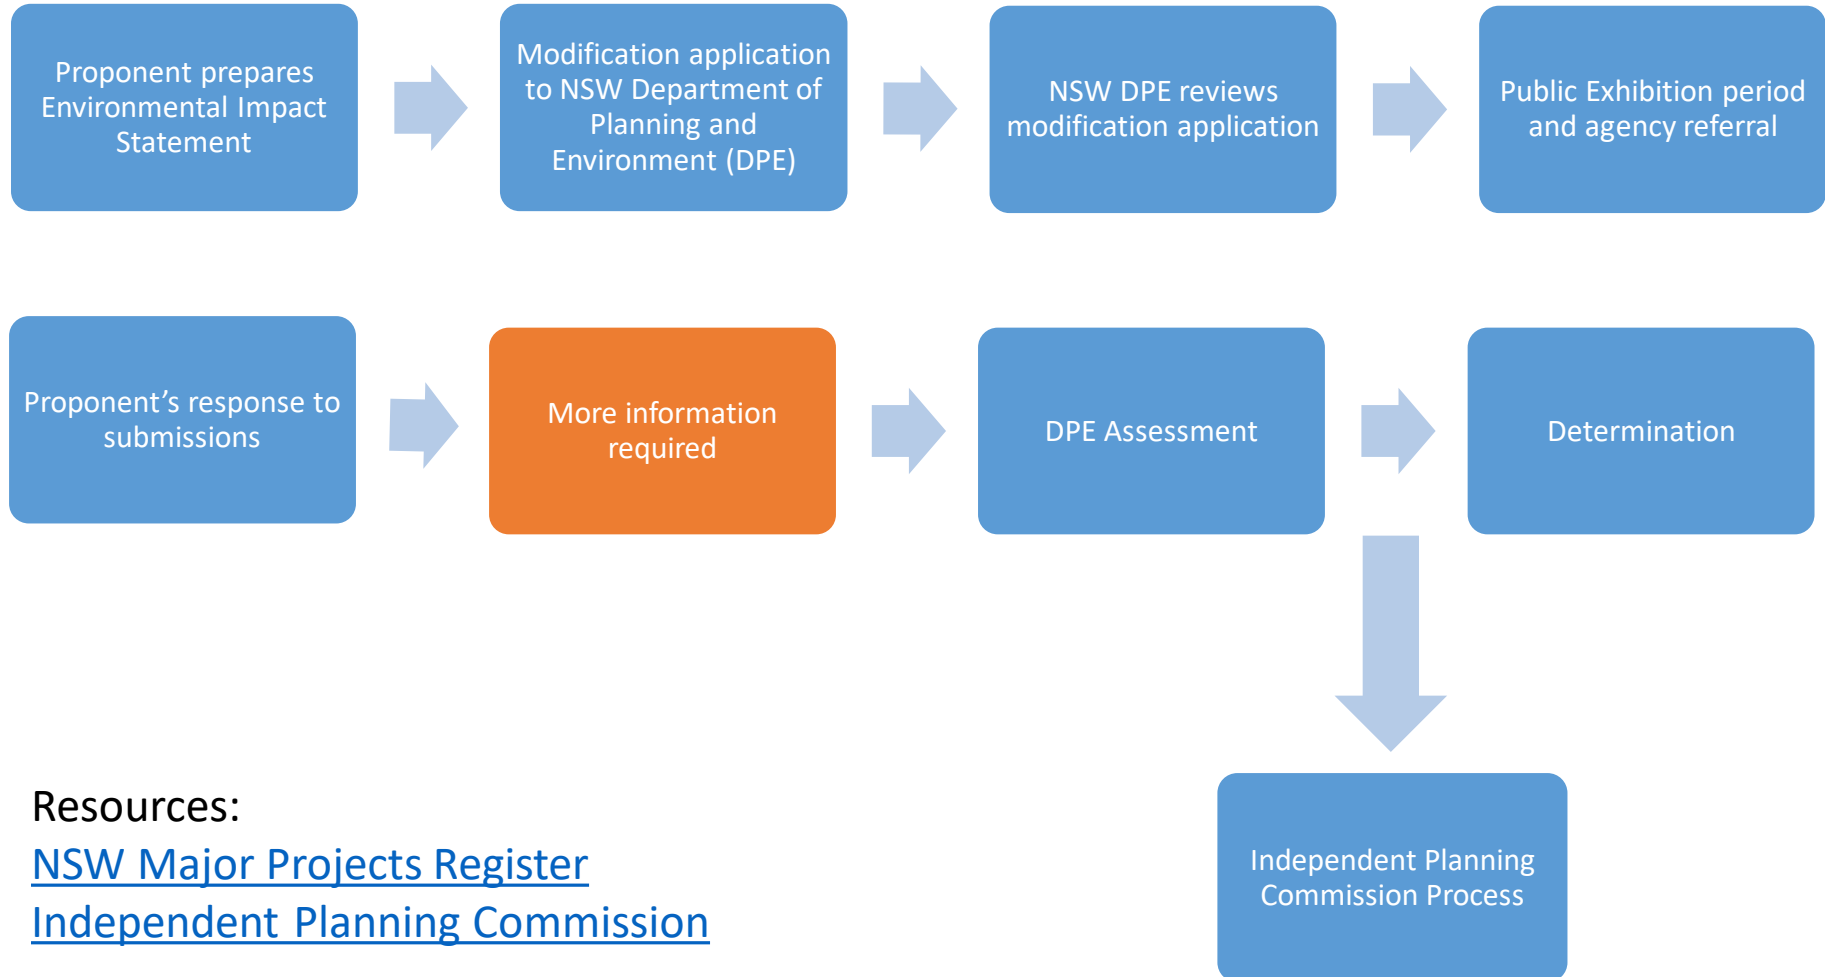 Proponent prepares
Environmental Impact
Statement
Modification application
to NSW Department of
Planning and
Environment (DPE)
NSW DPE reviews
modification application
Public Exhibition period
and agency referral
Proponent’s response to
submissions
More information
required
DPE Assessment
Determination
Independent Planning
Commission Process
Resources:
NSW Major Projects Register
Independent Planning Commission